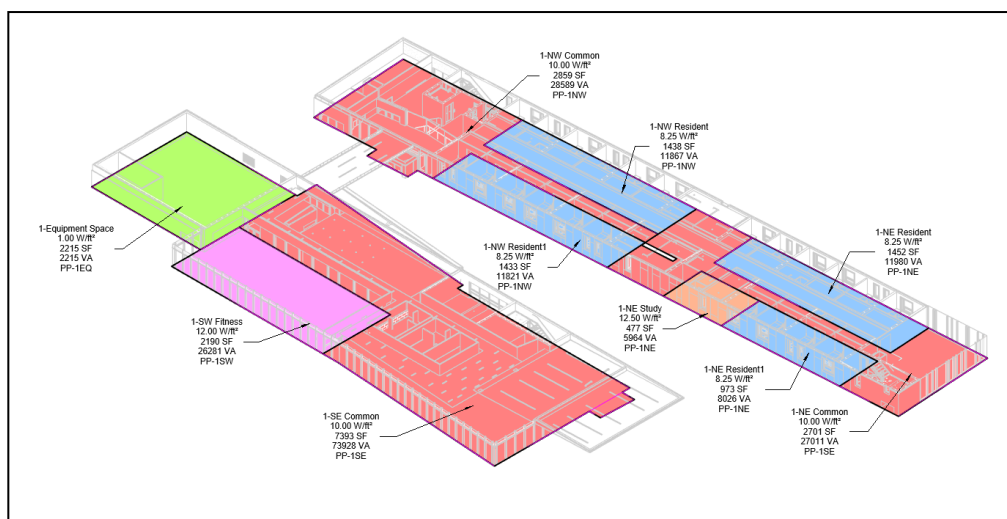 1-NW Common
10.00 W/ft²
2859 SF
28589 VA
PP-1NW
1-NW Resident
8.25 W/ft²
1438 SF
11867 VA
PP-1NW
1-Equipment Space
1.00 W/ft²
2215 SF
2215 VA
PP-1EQ
1-NW Resident1
8.25 W/ft²
1433 SF
11821 VA
PP-1NW
1-NE Resident
8.25 W/ft²
1452 SF
11980 VA
PP-1NE
1-SW Fitness
12.00 W/ft²
2190 SF
26281 VA
PP-1SW
1-NE Study
12.50 W/ft²
477 SF
5964 VA
PP-1NE
1-NE Resident1
8.25 W/ft²
973 SF
8026 VA
PP-1NE
1-SE Common
10.00 W/ft²
7393 SF
73928 VA
PP-1SE
1-NE Common
10.00 W/ft²
2701 SF
27011 VA
PP-1SE